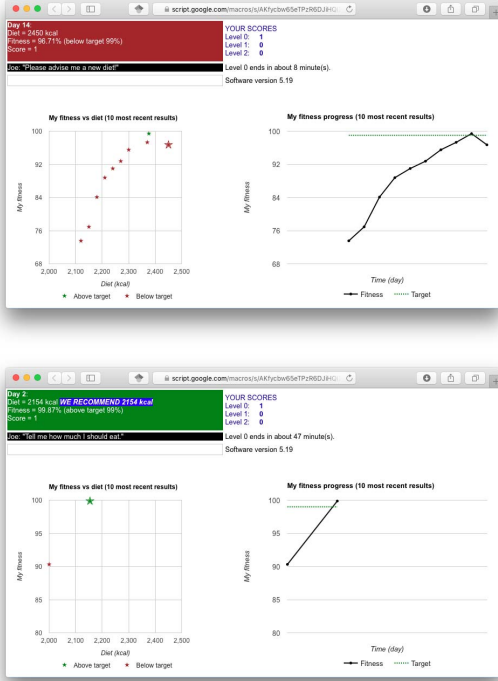 script.google.com/macros/s/AKfycbw65eTPzR6DJiHG
Day 14:
Diet = 2450 kcal
Fitness = 96.71% (below target 99%)
Score = 1
YOUR SCORES
Level 0: 1
Level 1: 0
Level 2: 0
Joe: "Please advise me a new diet!"
Level 0 ends in about 8 minute(s).
Software version 5.19
My fitness vs diet (10 most recent results)
My fitness progress (10 most recent results)
100
92
84
76
68
My fitness
2,000 2,100 2,200 2,300 2,400 2,500
Diet (kcal)
Above target Below target
100
92
84
76
68
My fitness
Time (day)
Fitness Target
script.google.com/macros/s/AKfycbw65eTPzR6DJiHG
Day 2:
Diet = 2154 kcal WE RECOMMEND 2154 kcal
Fitness = 99.87% (above target 99%)
Score = 1
YOUR SCORES
Level 0: 1
Level 1: 0
Level 2: 0
Joe: "Tell me how much I should eat."
Level 0 ends in about 47 minute(s).
Software version 5.19
My fitness vs diet (10 most recent results)
My fitness progress (10 most recent results)
100
95
90
85
80
My fitness
2,000 2,100 2,200 2,300 2,400 2,500
Diet (kcal)
Above target Below target
100
95
90
85
80
My fitness
Time (day)
Fitness Target